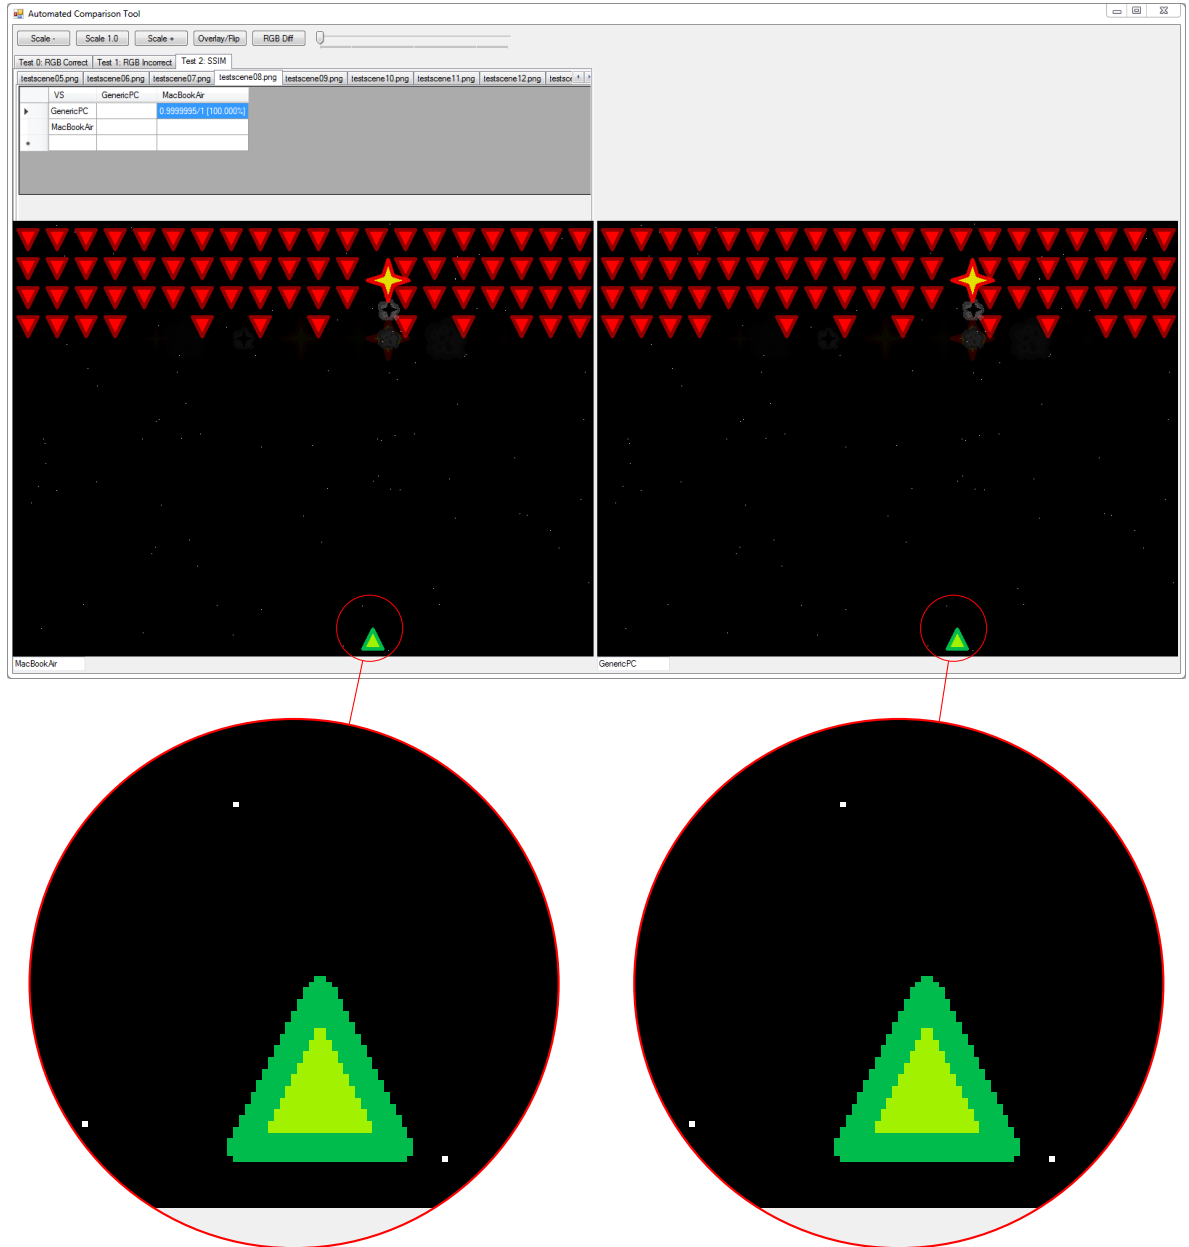 Automated Comparison Tool
Scale - Scale 1.0 Scale + Overlay/Flip RGB Diff
Test 0: RGB Correct Test 1: RGB Incorrect Test 2: SSIM
testscene05.png testscene06.png testscene07.png testscene08.png testscene09.png testscene10.png testscene11.png testscene12.png testsce
VS GenericPC MacBookAir
GenericPC 0.9999995/1 [100.000%]
MacBookAir
MacBookAir GenericPC